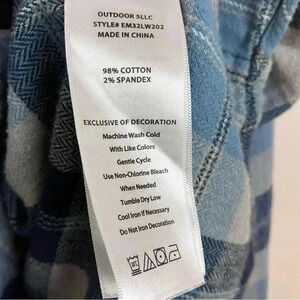 OUTDOOR 5LLC
STYLE# EM32LW202
MADE IN CHINA
98% COTTON
2% SPANDEX
EXCLUSIVE OF DECORATION
Machine Wash Cold
With Like Colors
Gentle Cycle
Use Non-Chlorine Bleach
When Needed
Tumble Dry Low
Cool Iron if Necessary
Do Not Iron Decoration